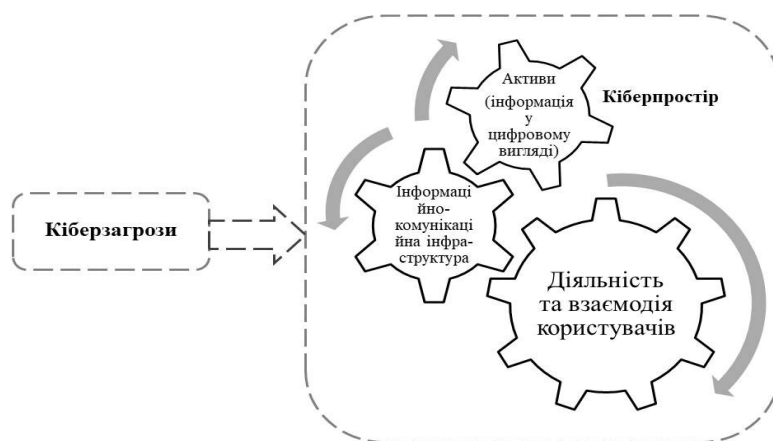 Кіберзагрози
Активи
(інформація
у
цифровому
вигляді)
Кіберпростір
Інформаці
йно-
комунікаці
йна інфра-
структура
Діяльність
та взаємодія
користувачів